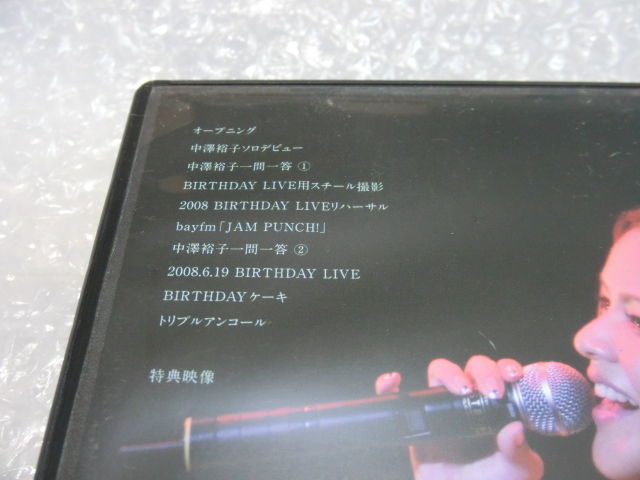 オープニング
中澤裕子ソロデビュー
中澤裕子一問一答 ①
BIRTHDAY LIVE用スチール撮影
2008 BIRTHDAY LIVEリハーサル
bayfm「JAM PUNCH!」
中澤裕子一問一答 ②
2008.6.19 BIRTHDAY LIVE
BIRTHDAYケーキ
トリプルアンコール
特典映像